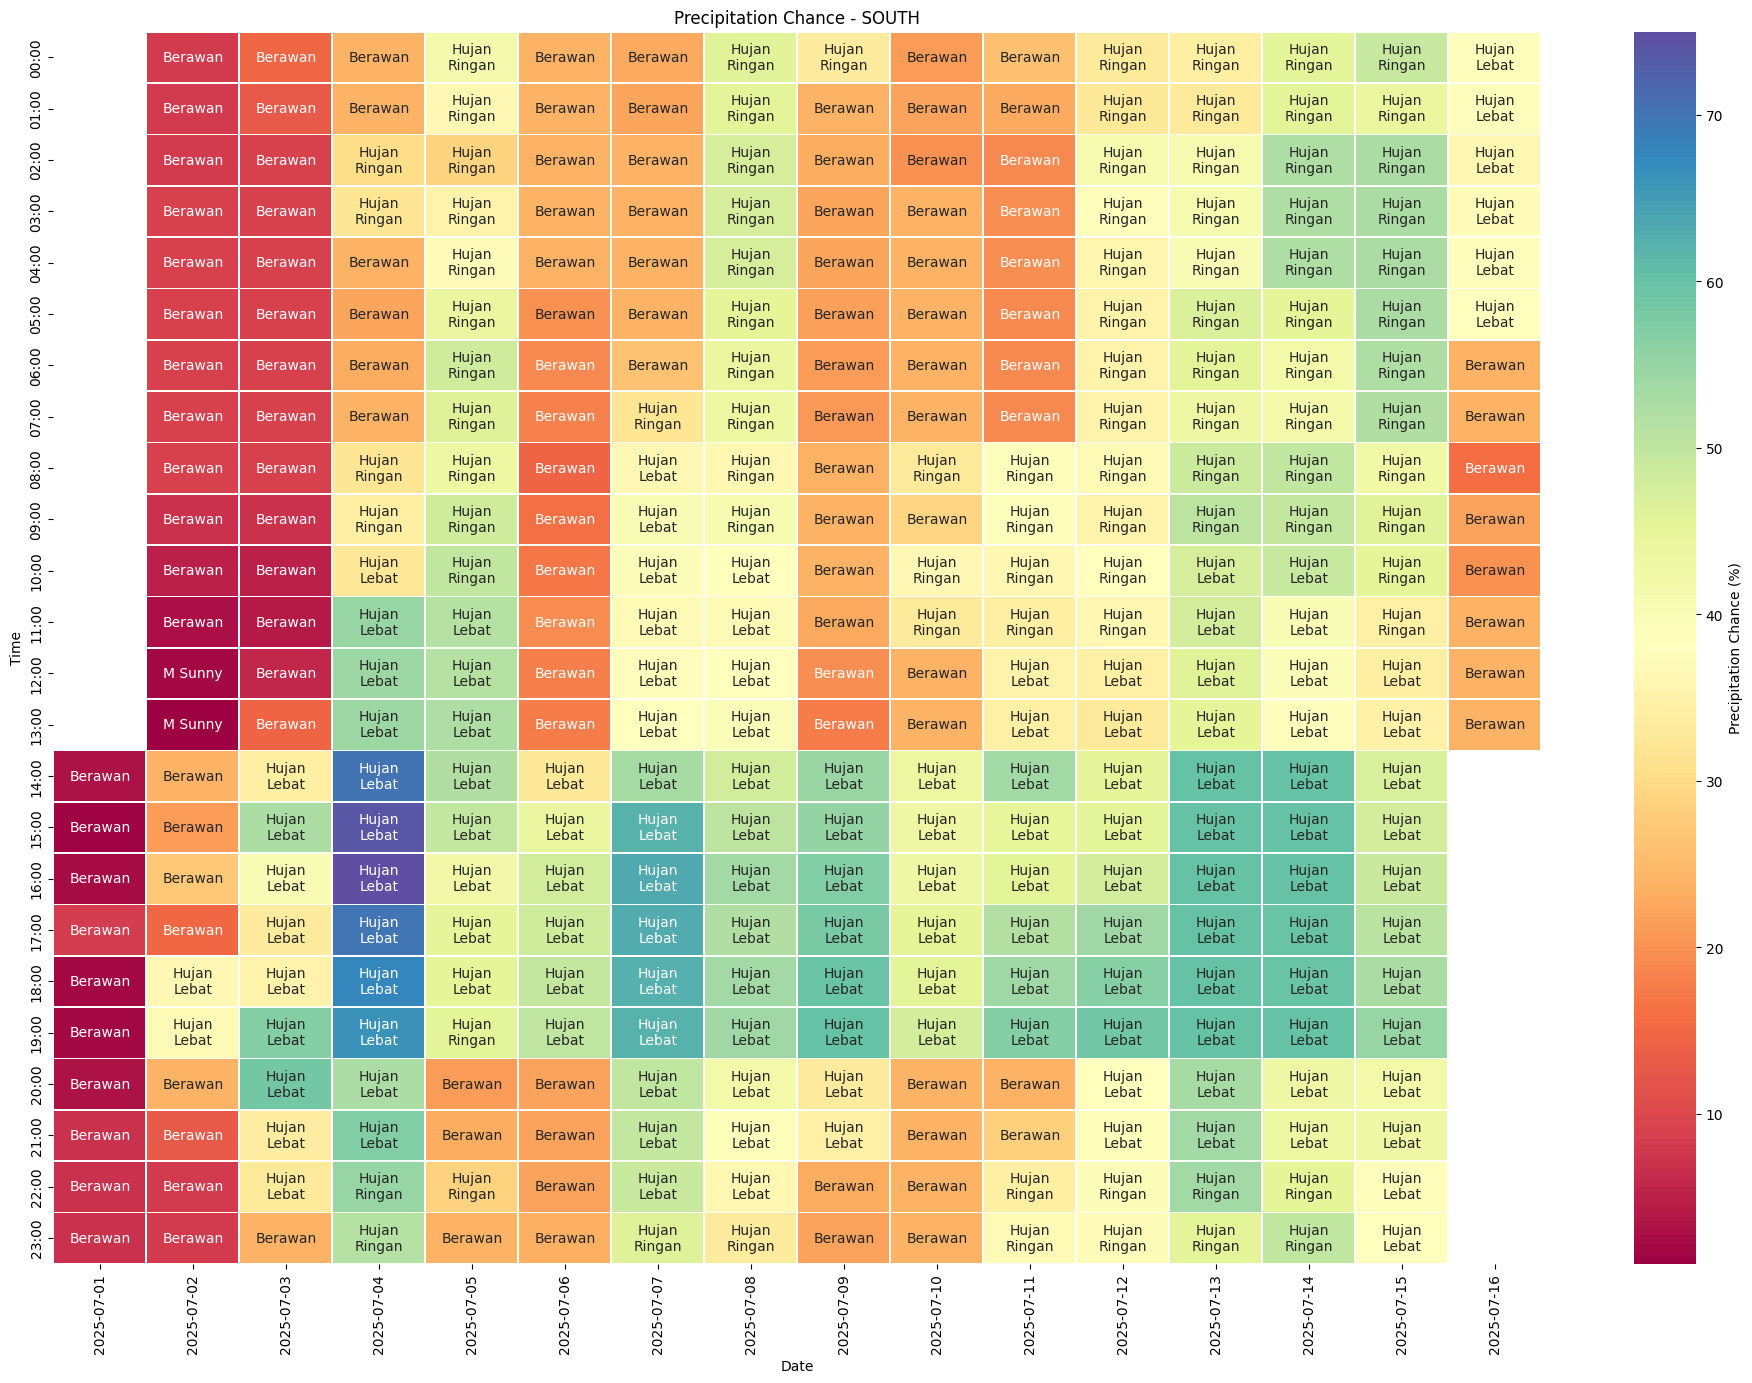 Precipitation Chance - SOUTH
00:00 Berawan Berawan Berawan Hujan Ringan Berawan Berawan Hujan Ringan Hujan Ringan Berawan Berawan Hujan Ringan Hujan Ringan Hujan Ringan Hujan Ringan Hujan Lebat
01:00 Berawan Berawan Berawan Hujan Ringan Berawan Berawan Hujan Ringan Berawan Berawan Berawan Hujan Ringan Hujan Ringan Hujan Ringan Hujan Ringan Hujan Lebat
02:00 Berawan Berawan Hujan Ringan Hujan Ringan Berawan Berawan Hujan Ringan Berawan Berawan Berawan Hujan Ringan Hujan Ringan Hujan Ringan Hujan Ringan Hujan Lebat
03:00 Berawan Berawan Hujan Ringan Hujan Ringan Berawan Berawan Hujan Ringan Berawan Berawan Berawan Hujan Ringan Hujan Ringan Hujan Ringan Hujan Ringan Hujan Lebat
04:00 Berawan Berawan Berawan Hujan Ringan Berawan Berawan Hujan Ringan Berawan Berawan Berawan Hujan Ringan Hujan Ringan Hujan Ringan Hujan Ringan Hujan Lebat
05:00 Berawan Berawan Berawan Hujan Ringan Berawan Berawan Hujan Ringan Berawan Berawan Berawan Hujan Ringan Hujan Ringan Hujan Ringan Hujan Ringan Hujan Lebat
06:00 Berawan Berawan Berawan Hujan Ringan Berawan Berawan Hujan Ringan Berawan Berawan Berawan Hujan Ringan Hujan Ringan Hujan Ringan Hujan Ringan Berawan
07:00 Berawan Berawan Berawan Hujan Ringan Berawan Hujan Ringan Hujan Ringan Berawan Berawan Berawan Hujan Ringan Hujan Ringan Hujan Ringan Hujan Ringan Berawan
08:00 Berawan Berawan Hujan Ringan Hujan Ringan Berawan Hujan Lebat Hujan Ringan Berawan Hujan Ringan Hujan Ringan Hujan Ringan Hujan Ringan Hujan Ringan Hujan Ringan Berawan
09:00 Berawan Berawan Hujan Ringan Hujan Ringan Berawan Hujan Lebat Hujan Ringan Berawan Berawan Hujan Ringan Hujan Ringan Hujan Ringan Hujan Ringan Hujan Ringan Berawan
10:00 Berawan Berawan Hujan Lebat Hujan Ringan Berawan Hujan Lebat Hujan Lebat Berawan Hujan Ringan Hujan Ringan Hujan Ringan Hujan Lebat Hujan Lebat Hujan Ringan Berawan
11:00 Berawan Berawan Hujan Lebat Hujan Lebat Berawan Hujan Lebat Hujan Lebat Berawan Hujan Ringan Hujan Ringan Hujan Ringan Hujan Lebat Hujan Lebat Hujan Ringan Berawan
12:00 M Sunny Berawan Hujan Lebat Hujan Lebat Berawan Hujan Lebat Hujan Lebat Berawan Berawan Hujan Lebat Hujan Lebat Hujan Lebat Hujan Lebat Hujan Lebat Berawan
13:00 M Sunny Berawan Hujan Lebat Hujan Lebat Berawan Hujan Lebat Hujan Lebat Berawan Berawan Hujan Lebat Hujan Lebat Hujan Lebat Hujan Lebat Hujan Lebat Berawan
14:00 Berawan Berawan Hujan Lebat Hujan Lebat Hujan Lebat Hujan Lebat Hujan Lebat Hujan Lebat Hujan Lebat Hujan Lebat Hujan Lebat Hujan Lebat Hujan Lebat Hujan Lebat Hujan Lebat
15:00 Berawan Berawan Hujan Lebat Hujan Lebat Hujan Lebat Hujan Lebat Hujan Lebat Hujan Lebat Hujan Lebat Hujan Lebat Hujan Lebat Hujan Lebat Hujan Lebat Hujan Lebat Hujan Lebat
16:00 Berawan Berawan Hujan Lebat Hujan Lebat Hujan Lebat Hujan Lebat Hujan Lebat Hujan Lebat Hujan Lebat Hujan Lebat Hujan Lebat Hujan Lebat Hujan Lebat Hujan Lebat Hujan Lebat
17:00 Berawan Berawan Hujan Lebat Hujan Lebat Hujan Lebat Hujan Lebat Hujan Lebat Hujan Lebat Hujan Lebat Hujan Lebat Hujan Lebat Hujan Lebat Hujan Lebat Hujan Lebat Hujan Lebat
18:00 Berawan Hujan Lebat Hujan Lebat Hujan Lebat Hujan Lebat Hujan Lebat Hujan Lebat Hujan Lebat Hujan Lebat Hujan Lebat Hujan Lebat Hujan Lebat Hujan Lebat Hujan Lebat Hujan Lebat
19:00 Berawan Hujan Lebat Hujan Lebat Hujan Lebat Hujan Ringan Hujan Lebat Hujan Lebat Hujan Lebat Hujan Lebat Hujan Lebat Hujan Lebat Hujan Lebat Hujan Lebat Hujan Lebat Hujan Lebat
20:00 Berawan Berawan Hujan Lebat Hujan Lebat Berawan Berawan Hujan Lebat Hujan Lebat Hujan Lebat Berawan Berawan Hujan Lebat Hujan Lebat Hujan Lebat Hujan Lebat
21:00 Berawan Berawan Hujan Lebat Hujan Lebat Berawan Berawan Hujan Lebat Hujan Lebat Hujan Lebat Berawan Berawan Hujan Lebat Hujan Lebat Hujan Lebat Hujan Lebat
22:00 Berawan Berawan Hujan Lebat Hujan Ringan Hujan Ringan Berawan Hujan Lebat Hujan Lebat Berawan Berawan Hujan Ringan Hujan Ringan Hujan Ringan Hujan Ringan Hujan Lebat
23:00 Berawan Berawan Berawan Hujan Ringan Berawan Berawan Hujan Ringan Hujan Ringan Berawan Berawan Hujan Ringan Hujan Ringan Hujan Ringan Hujan Ringan Hujan Lebat
Time
2025-07-01 2025-07-02 2025-07-03 2025-07-04 2025-07-05 2025-07-06 2025-07-07 2025-07-08 2025-07-09 2025-07-10 2025-07-11 2025-07-12 2025-07-13 2025-07-14 2025-07-15 2025-07-16
Date
70
60
50
40
30
20
10
Precipitation Chance (%)